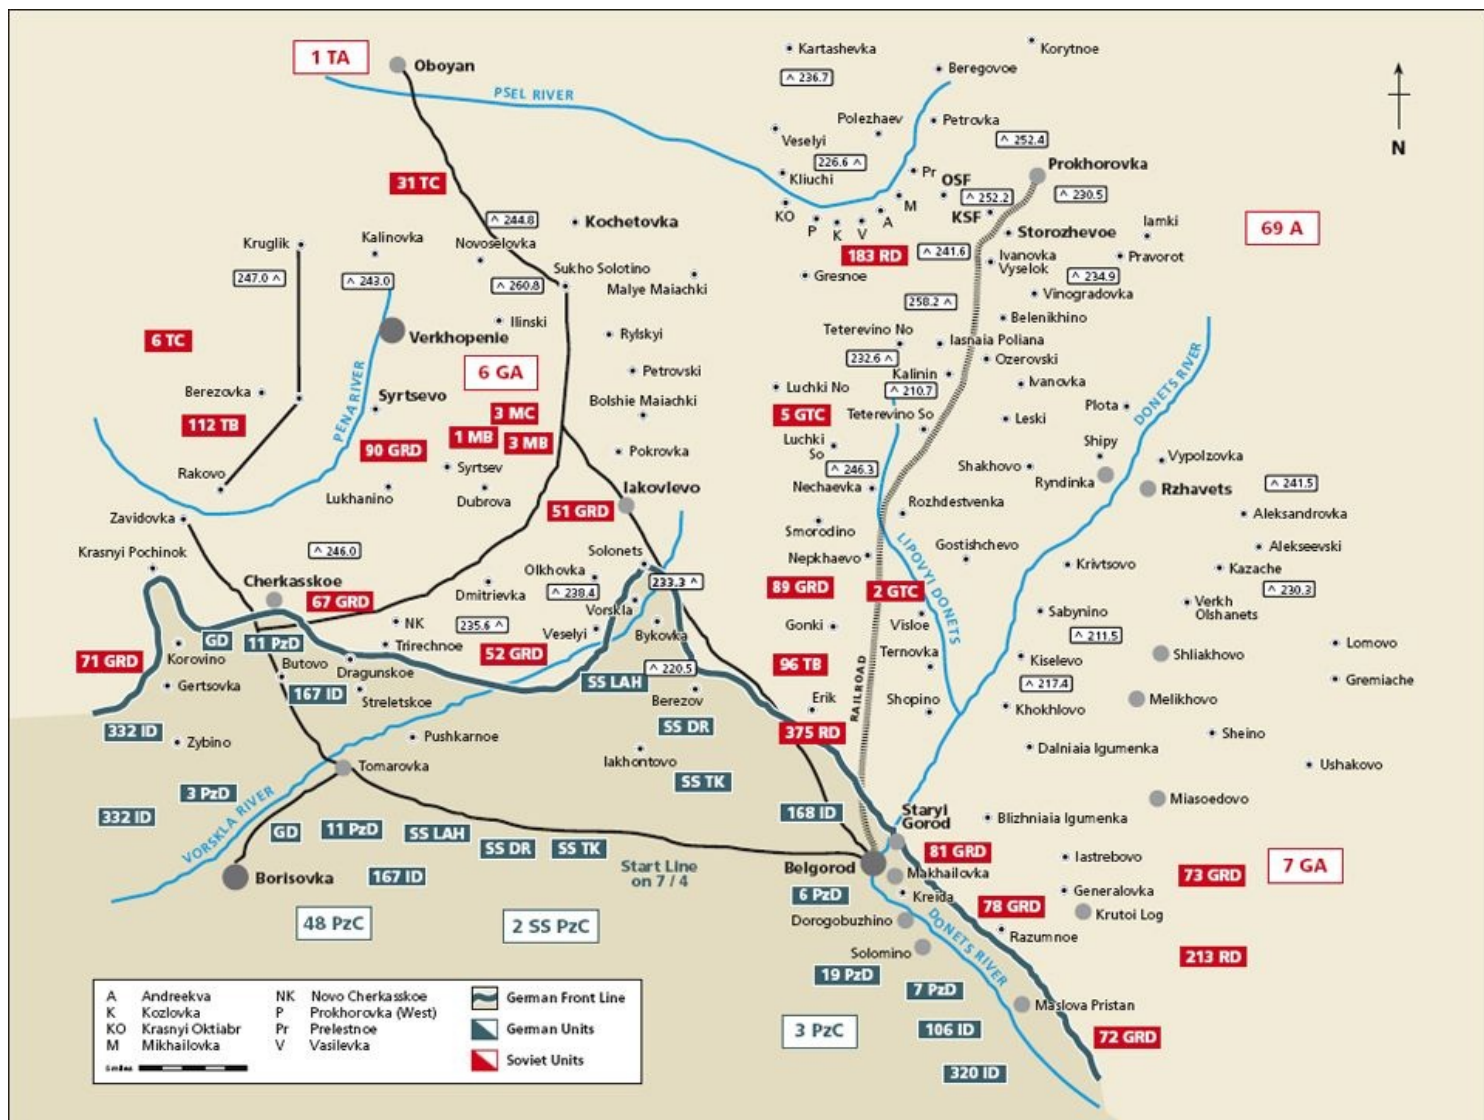 1 TA
Oboyan
PSEL RIVER
Kartashevka
^ 236.7
Korytnoe
Beregovoe
Polezhaev
Petrovka
Veselyi
^ 252.4
226.6 ^
Prokhorovka
Kliuchi
Pr
OSF
^ 252.2
^ 230.5
N
31 TC
KO
P
K
V
A
M
KSF
^ 244.8
Kochetovka
183 RD
^ 241.6
Storozhevoe
Iamki
69 A
Kruglik
Kalinovka
Novoselovka
Ivanovka
Vyselok
Pravorot
247.0 ^
^ 243.0
^ 260.8
Sukho Solotino
Malye Maiachki
Gresnoe
^ 234.9
Vinogradovka
258.2 ^
Ilinski
Rylskyi
Teterevino No
Belenikhino
6 TC
Verkhopenie
232.6 ^
Iasnaia Poliana
Ozerovski
6 GA
Petrovski
Kalinin
PENA RIVER
Berezovka
Syrtsevo
Luchki No
^ 210.7
Ivanovka
DONETS RIVER
Bolshie Maiachki
112 TB
3 MC
5 GTC
Teterevino So
Leski
Plota
1 MB
3 MB
90 GRD
Pokrovka
Luchki
So
Shipy
Vypolzovka
Rakovo
Syrtsev
^ 246.3
Shakhovo
Ryndinka
Rzhavets
^ 241.5
Lukhanino
Dubrova
Iakovlevo
Nechaevka
Rozhdestvenka
Zavidovka
51 GRD
Smorodino
Aleksandrovka
Krasnyi Pochinok
^ 246.0
Solonets
Nepkhaevo
LIPOVYI DONETS
Gostishchevo
Alekseevski
Cherkasskoe
Olkhovka
233.3 ^
Krivtsovo
Kazache
67 GRD
Dmitrievka
^ 238.4
89 GRD
2 GTC
^ 230.3
Vorskla
Sabynino
Verkh
Olshanets
GD
11 PzD
NK
235.6 ^
Veselyi
Bykovka
Gonki
Visloe
^ 211.5
Lomovo
71 GRD
Korovino
Trirechnoe
52 GRD
^ 220.5
96 TB
Ternovka
Kiselevo
Shliakhovo
Butovo
Dragunskoe
Gertsovka
167 ID
Streletskoe
SS LAH
Berezov
Erik
RAILROAD
Shopino
^ 217.4
Khokhlovo
Melikhovo
Gremiache
332 ID
Zybino
Pushkarnoe
SS DR
375 RD
Dalniaia Igumenka
Sheino
Tomarovka
Iakhontovo
Ushakovo
3 PzD
SS TK
Miasoedovo
332 ID
VORSKLA RIVER
GD
11 PzD
SS LAH
SS DR
SS TK
168 ID
Staryi
Gorod
Blizhniaia Igumenka
Start Line
on 7 / 4
81 GRD
Iastrebovo
7 GA
Borisovka
167 ID
Belgorod
Makhailovka
73 GRD
6 PzD
Kreida
Generalovka
78 GRD
Krutoi Log
48 PzC
2 SS PzC
Dorogobuzhino
DONETS RIVER
Razumnoe
Solomino
213 RD
19 PzD
7 PzD
Maslova Pristan
3 PzC
106 ID
72 GRD
320 ID
A Andreekva
K Kozlovka
KO Krasnyi Oktiabr
M Mikhailovka
NK Novo Cherkasskoe
P Prokhorovka (West)
Pr Prelestnoe
V Vasilevka
German Front Line
German Units
Soviet Units